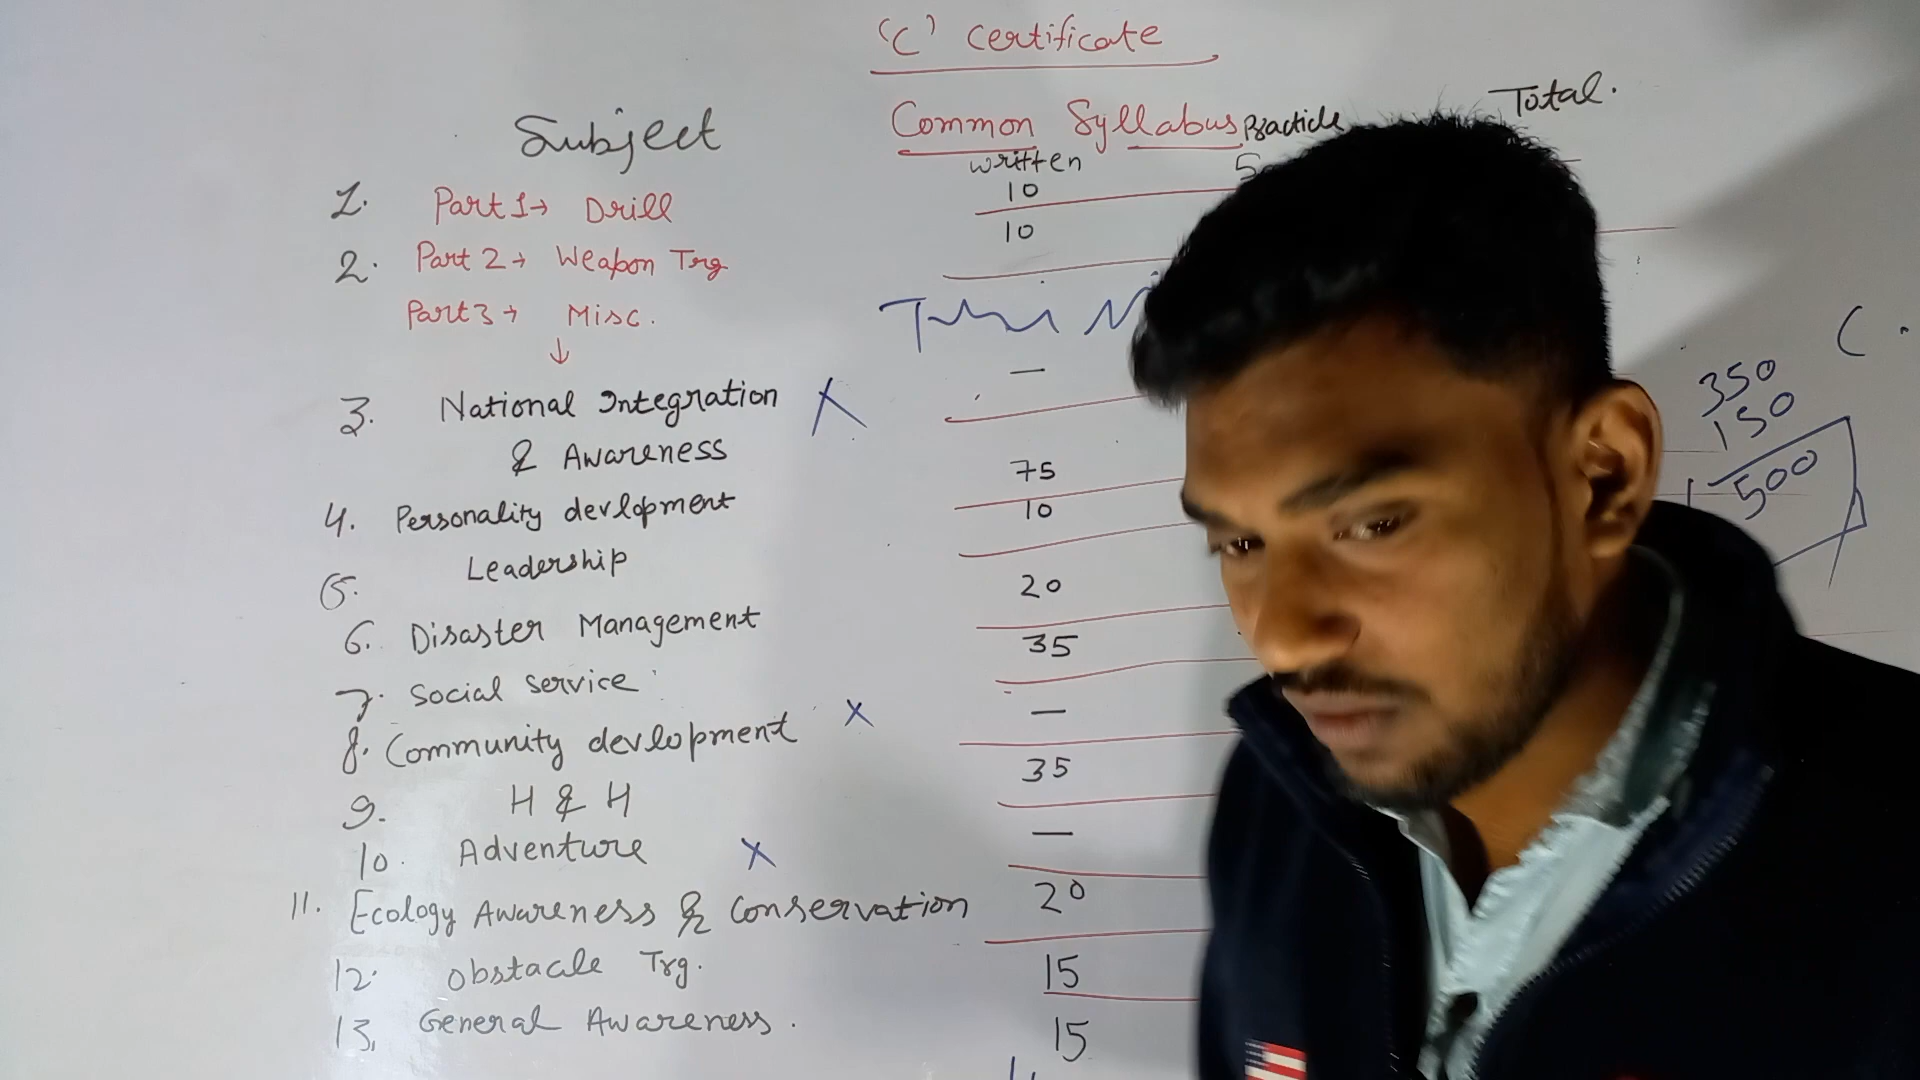 'C' Certificate
Subject
Common Syllabus
Practicle
Total.
written
1. Part 1→ Drill 10
2. Part 2→ Weapon Trg 10
Part 3→ Misc.
↓
3. National Integration X —
& Awareness
4. Personality devlopment 75
5. Leadership 10
6. Disaster Management 20
7. Social Service 35
8. Community devlopment X —
9. H & H 35
10. Adventure X —
11. Ecology Awareness & Conservation 20
12. Obstacle Trg. 15
13. General Awareness. 15
350
150
500